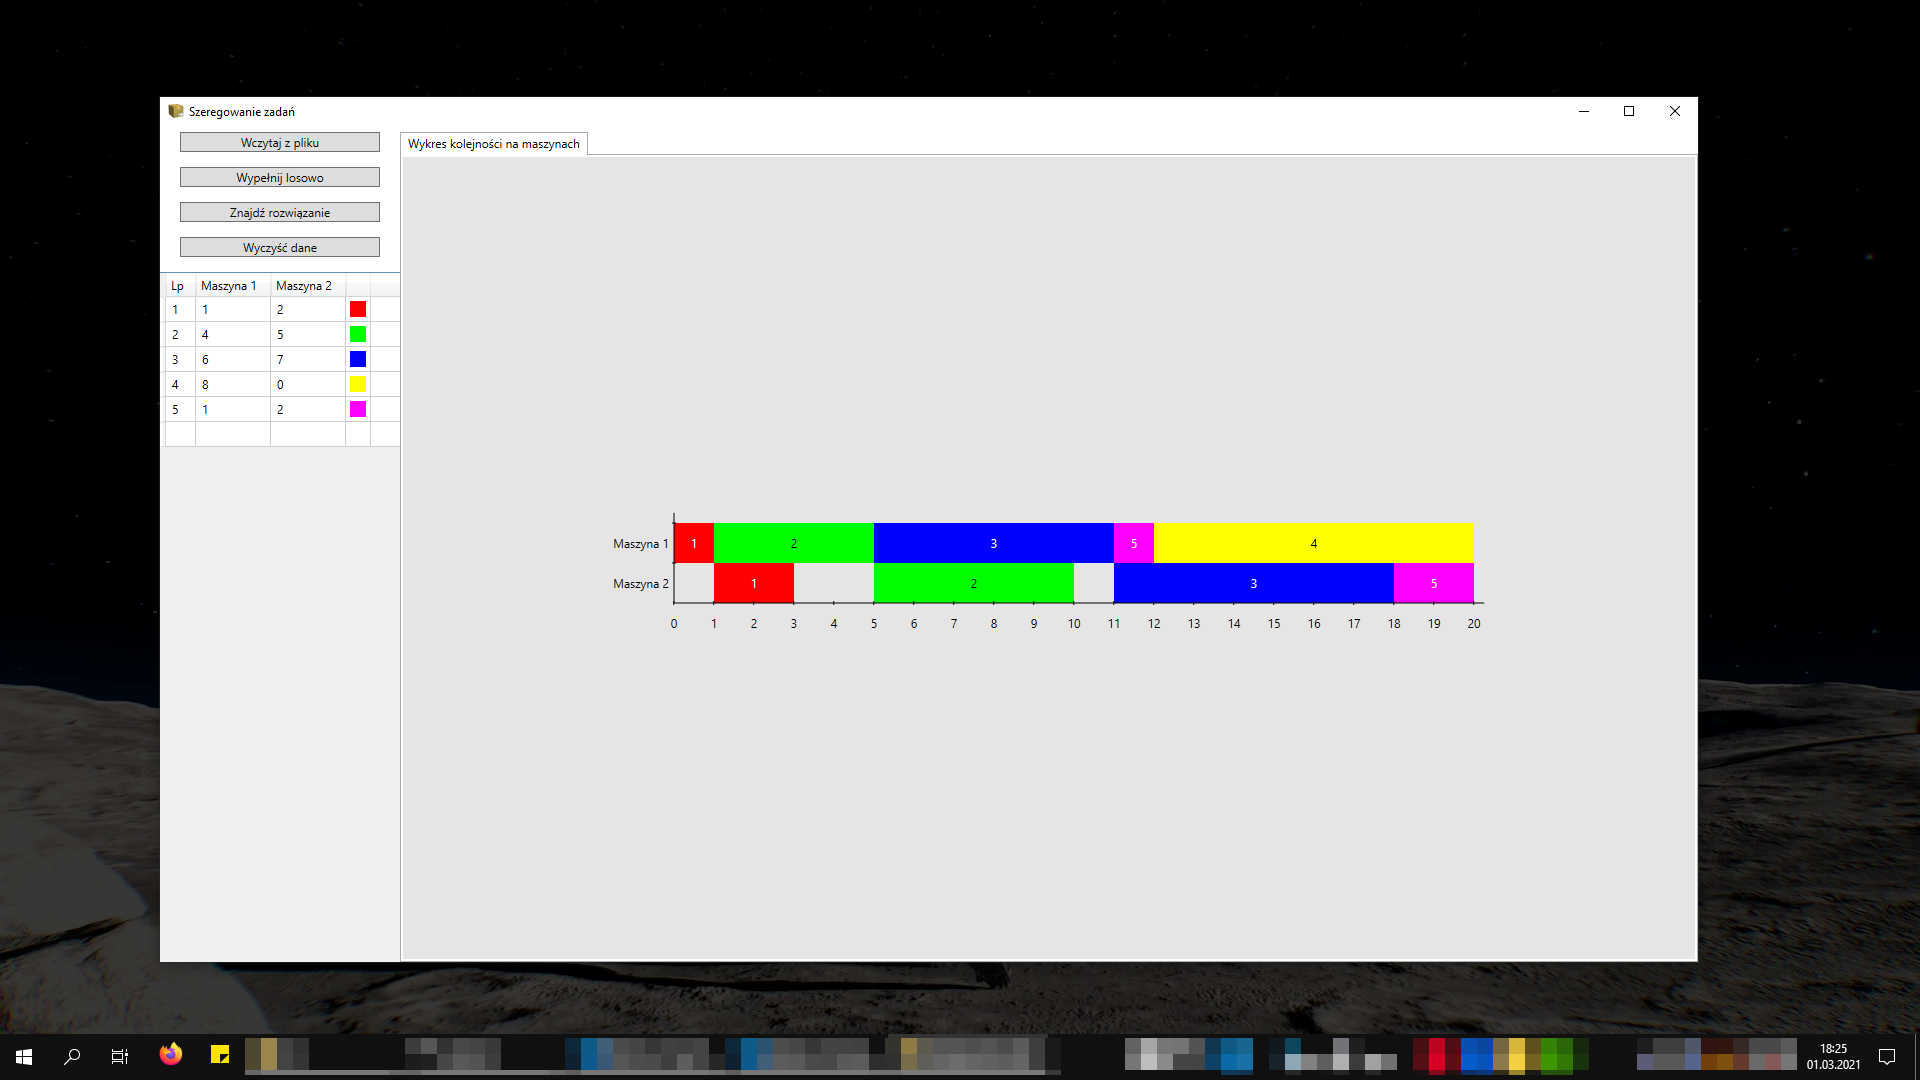 Szeregowanie zadań
Wczytaj z pliku
Wypełnij losowo
Znajdź rozwiązanie
Wyczyść dane
Lp Maszyna 1 Maszyna 2
1 1 2
2 4 5
3 6 7
4 8 0
5 1 2
Wykres kolejności na maszynach
Maszyna 1 1 2 3 5 4
Maszyna 2 1 2 3 5
0 1 2 3 4 5 6 7 8 9 10 11 12 13 14 15 16 17 18 19 20
18:25
01.03.2021